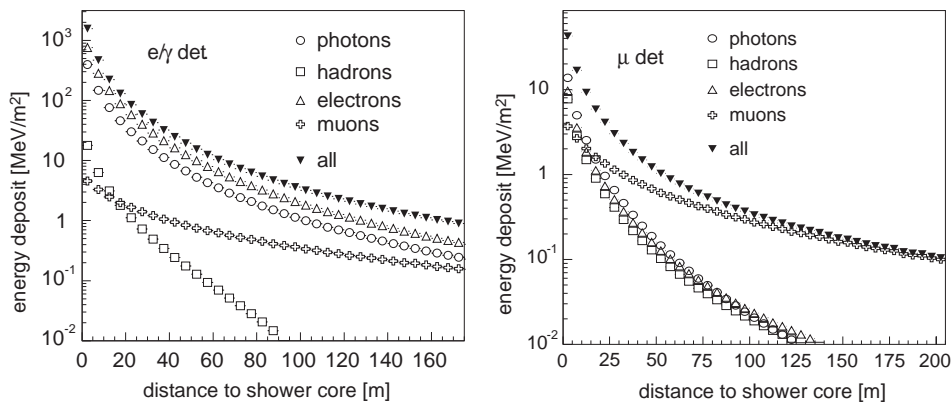 energy deposit [MeV/m²]
10³
10²
10
1
10⁻¹
10⁻²
e/γ det.
photons
hadrons
electrons
muons
all
0 20 40 60 80 100 120 140 160
distance to shower core [m]
energy deposit [MeV/m²]
10
1
10⁻¹
10⁻²
μ det
photons
hadrons
electrons
muons
all
0 25 50 75 100 125 150 175 200
distance to shower core [m]